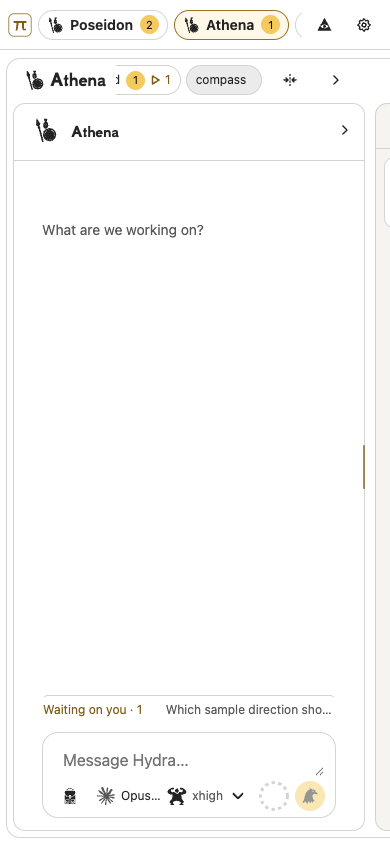 π Poseidon 2 Athena 1
Athena d 1 1 compass
Athena
What are we working on?
Waiting on you · 1 Which sample direction sho...
Message Hydra...
Opus... xhigh